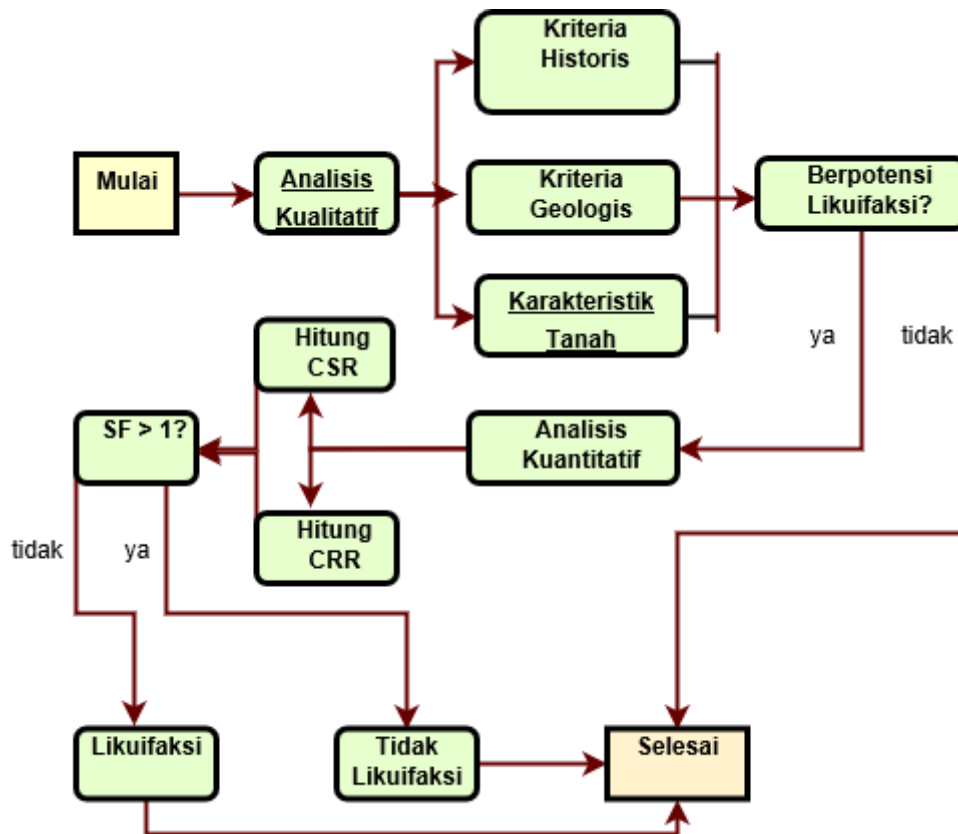 Kriteria
Historis
Mulai
Analisis
Kualitatif
Kriteria
Geologis
Berpotensi
Likuifaksi?
Karakteristik
Tanah
ya
tidak
Hitung
CSR
SF > 1?
Analisis
Kuantitatif
Hitung
CRR
tidak
ya
Likuifaksi
Tidak
Likuifaksi
Selesai